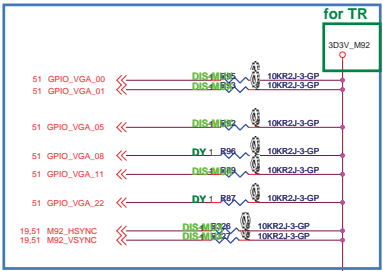 for TR
3D3V_M92
51 GPIO_VGA_00 10KR2J-3-GP
51 GPIO_VGA_01 10KR2J-3-GP
51 GPIO_VGA_05 10KR2J-3-GP
51 GPIO_VGA_08 DY 1 R96 10KR2J-3-GP
51 GPIO_VGA_11 10KR2J-3-GP
51 GPIO_VGA_22 DY 1 R87 10KR2J-3-GP
19,51 M92_HSYNC 10KR2J-3-GP
19,51 M92_VSYNC 10KR2J-3-GP